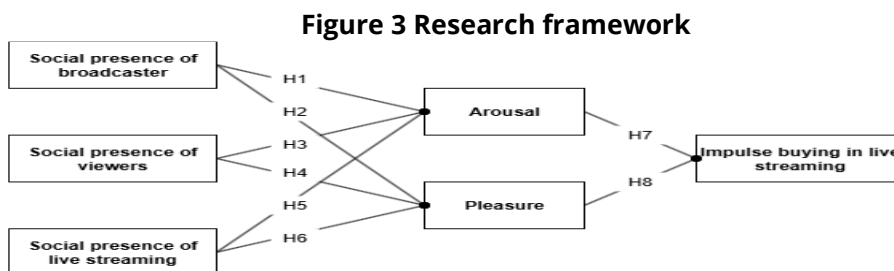 Figure 3 Research framework
Social presence of
broadcaster
H1
H2
Arousal
H7
Social presence of
viewers
H3
H4
Impulse buying in live
streaming
H8
Pleasure
H5
H6
Social presence of
live streaming